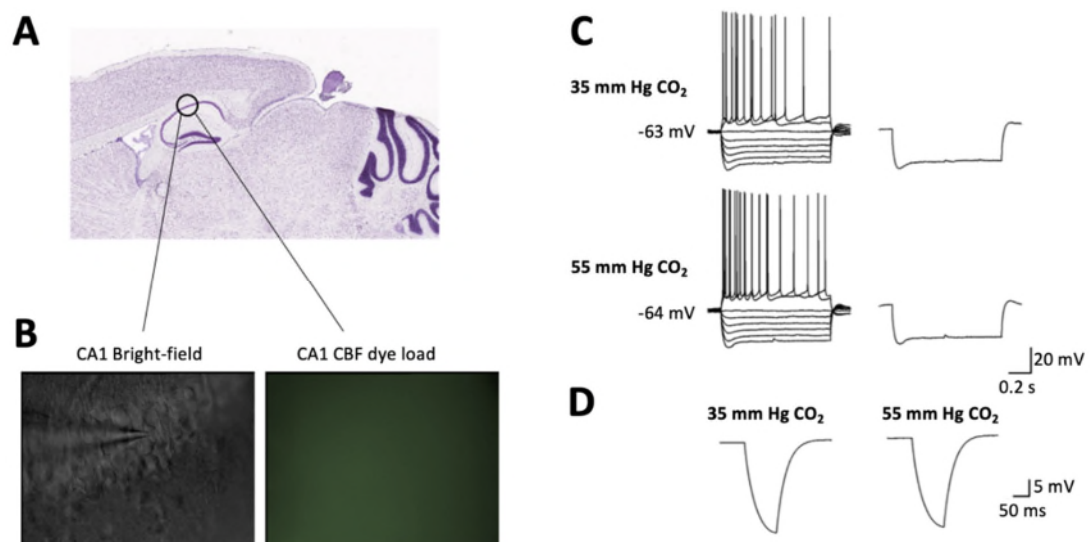 A
B
CA1 Bright-field
CA1 CBF dye load
C
35 mm Hg CO₂
-63 mV
55 mm Hg CO₂
-64 mV
20 mV
0.2 s
D
35 mm Hg CO₂
55 mm Hg CO₂
5 mV
50 ms